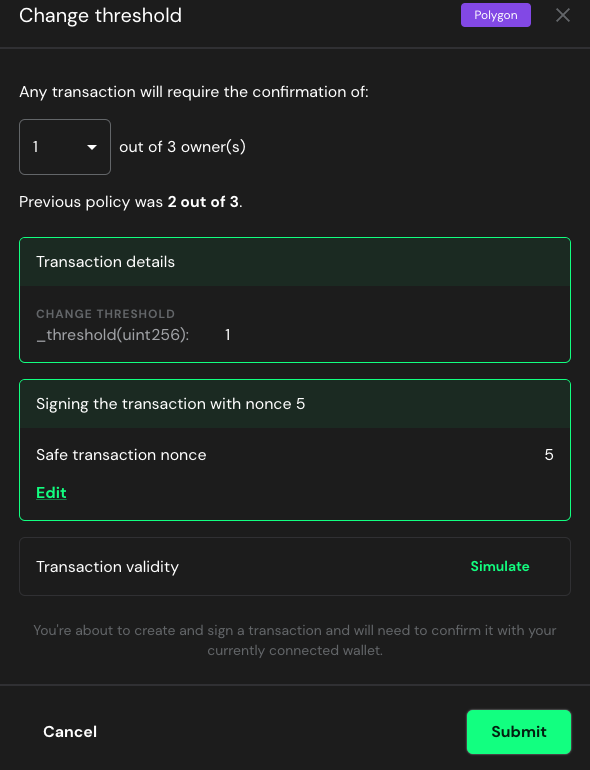 Change threshold
Polygon
Any transaction will require the confirmation of:
1 out of 3 owner(s)
Previous policy was 2 out of 3.
Transaction details
CHANGE THRESHOLD
_threshold(uint256): 1
Signing the transaction with nonce 5
Safe transaction nonce 5
Edit
Transaction validity Simulate
You're about to create and sign a transaction and will need to confirm it with your
currently connected wallet.
Cancel
Submit